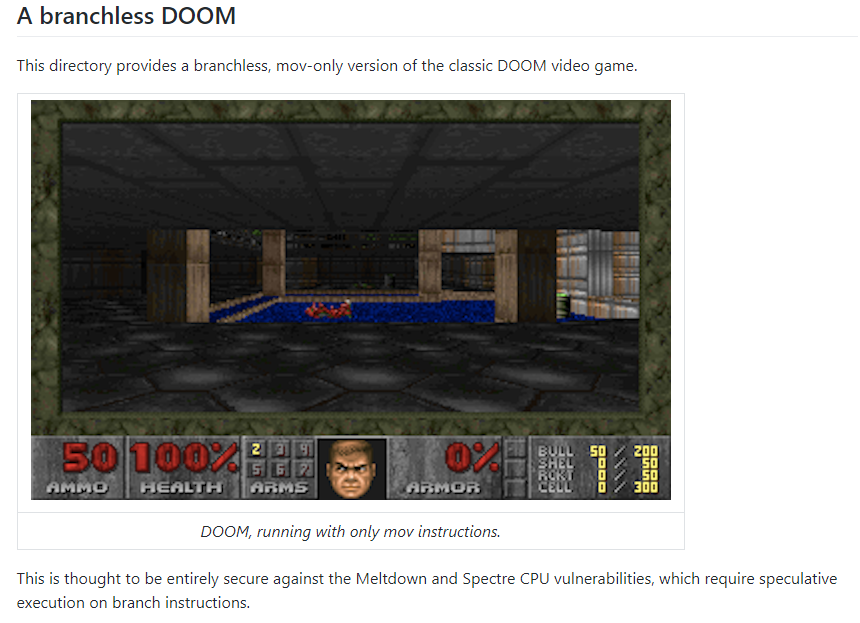 A branchless DOOM
This directory provides a branchless, mov-only version of the classic DOOM video game.
50 100% 2 3 4 0% BULL 50 / 200
5 6 7 SHEL 0 / 50
RCKT 0 / 50
AMMO HEALTH ARMS ARMOR CELL 0 / 300
DOOM, running with only mov instructions.
This is thought to be entirely secure against the Meltdown and Spectre CPU vulnerabilities, which require speculative
execution on branch instructions.